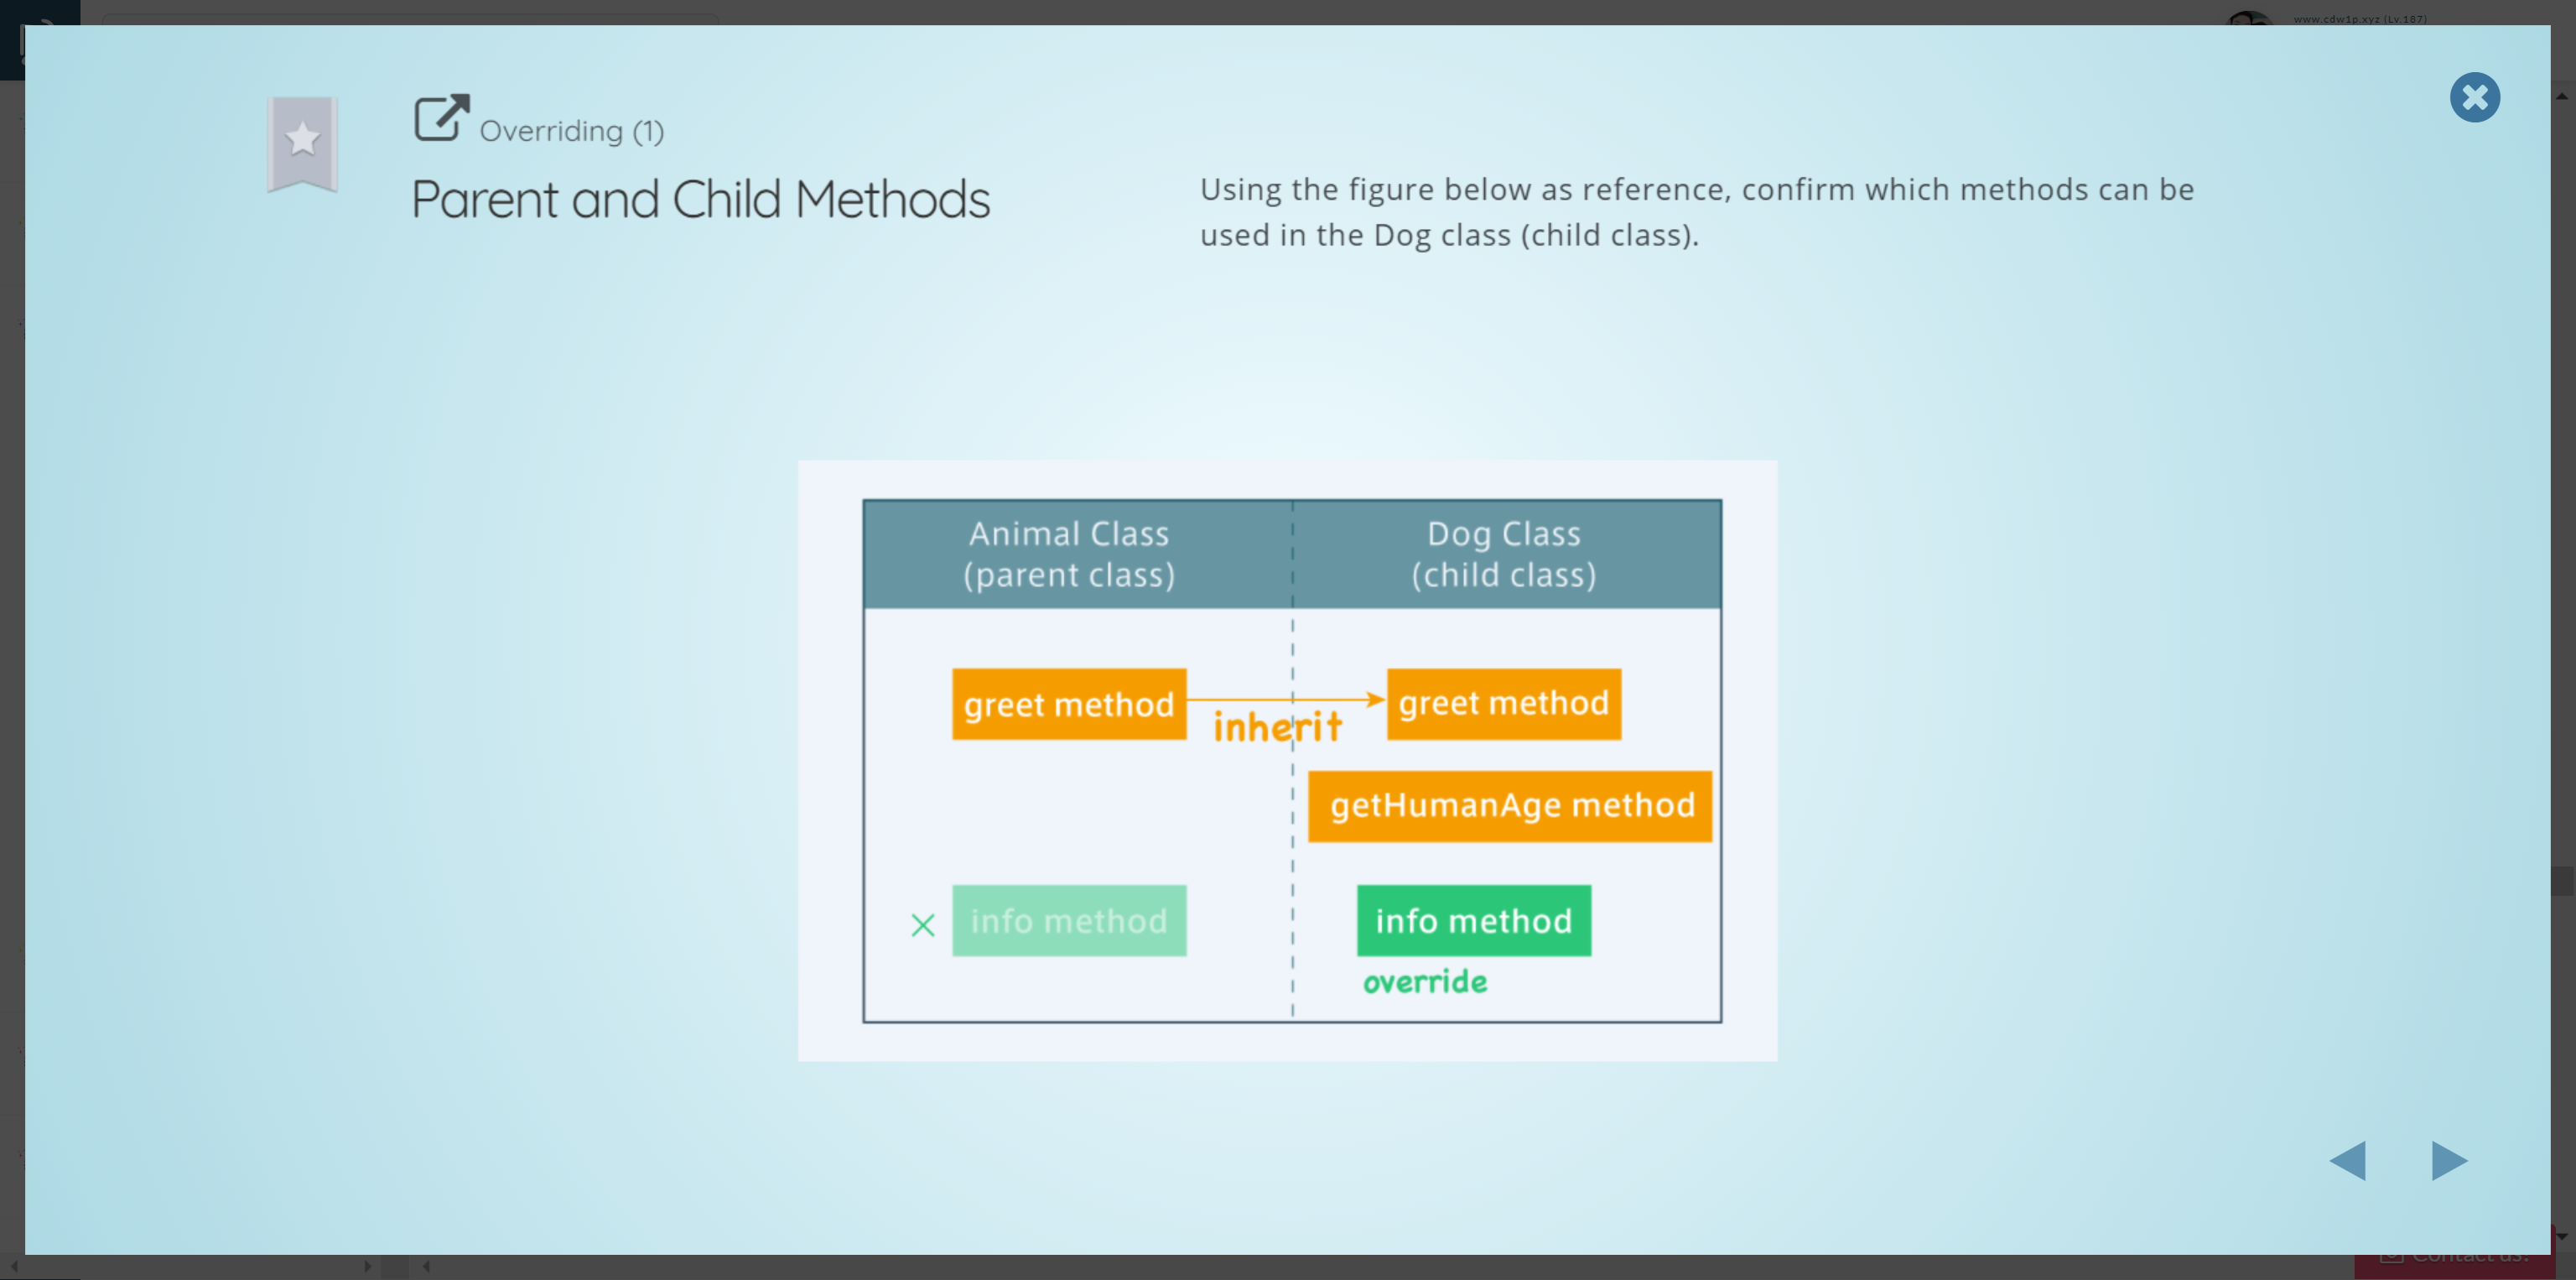 www.cdw1p.xyz (Lv.187)
Overriding (1)
Parent and Child Methods
Using the figure below as reference, confirm which methods can be
used in the Dog class (child class).
Animal Class
(parent class)
Dog Class
(child class)
greet method
inherit
greet method
getHumanAge method
info method
info method
override
Contact us!